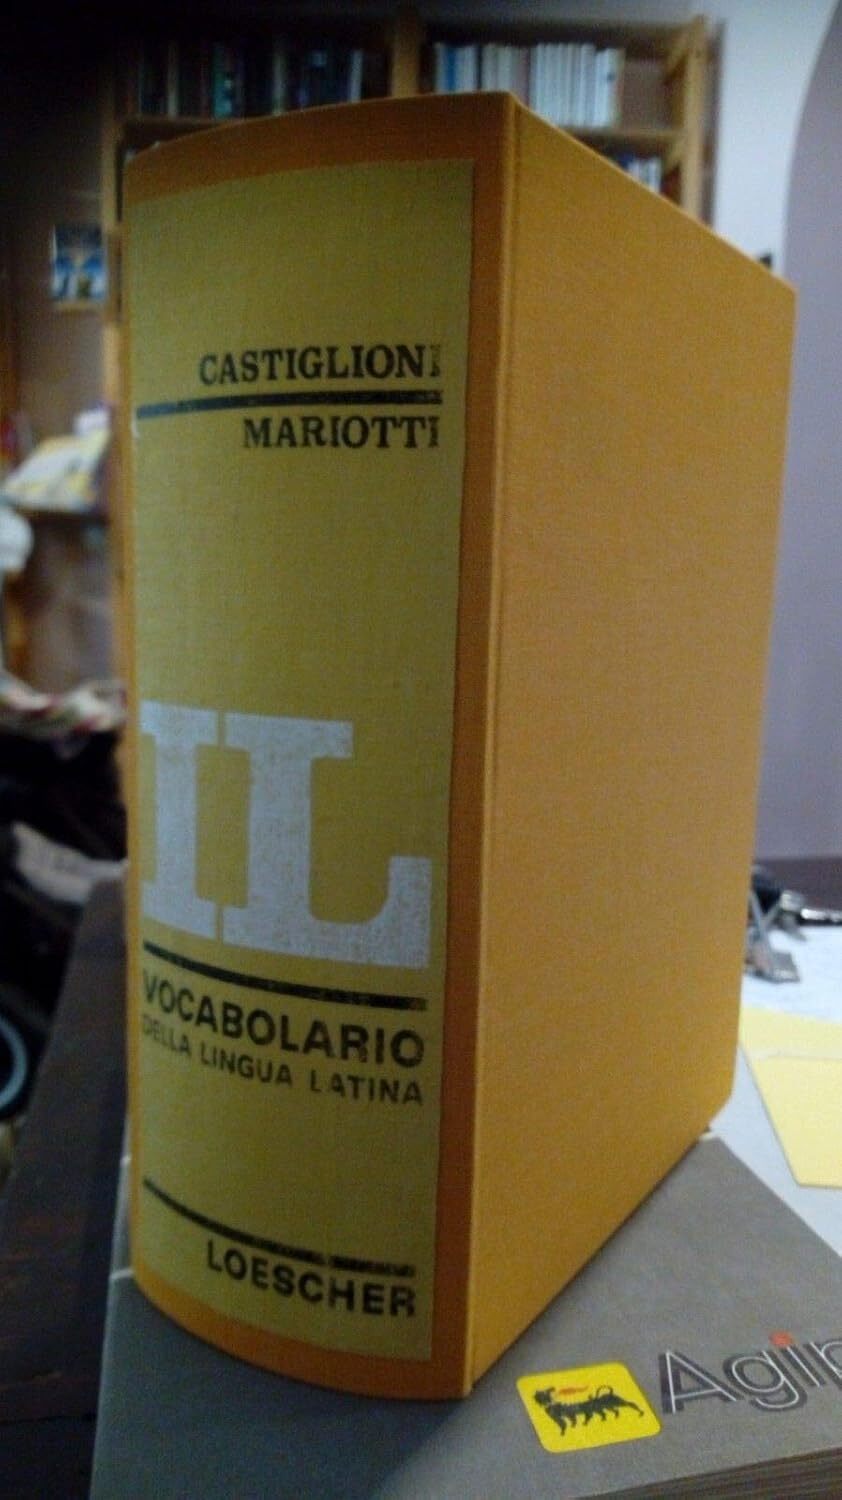 CASTIGLIONI
MARIOTTI
IL
VOCABOLARIO
DELLA LINGUA LATINA
LOESCHER
Agip